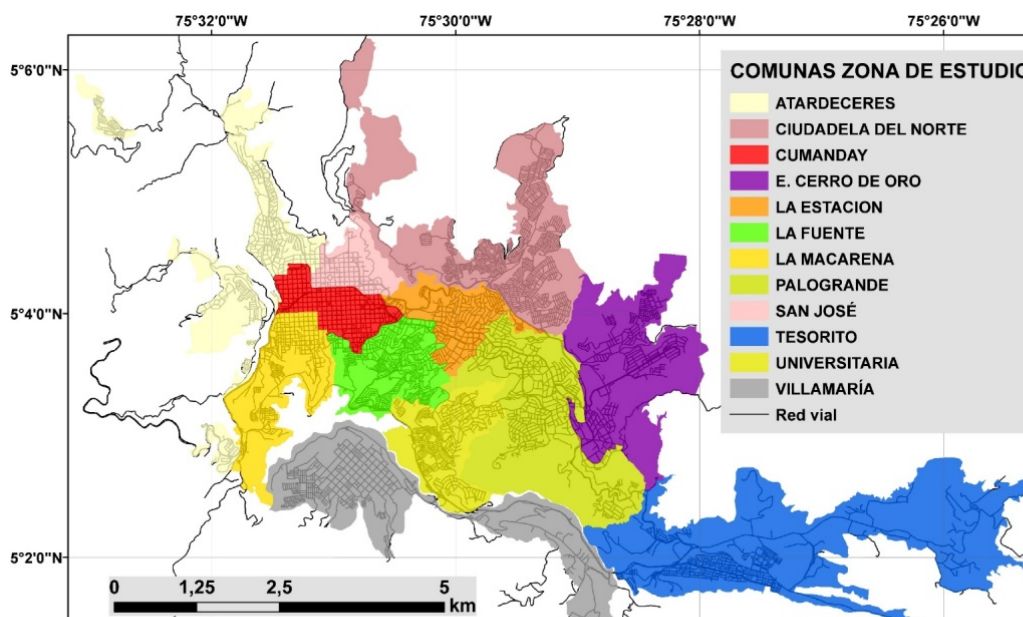 75°32'0"W 75°30'0"W 75°28'0"W 75°26'0"W
5°6'0"N
5°4'0"N
5°2'0"N
COMUNAS ZONA DE ESTUDIO
ATARDECERES
CIUDADELA DEL NORTE
CUMANDAY
E. CERRO DE ORO
LA ESTACION
LA FUENTE
LA MACARENA
PALOGRANDE
SAN JOSÉ
TESORITO
UNIVERSITARIA
VILLAMARÍA
Red vial
0 1,25 2,5 5
km